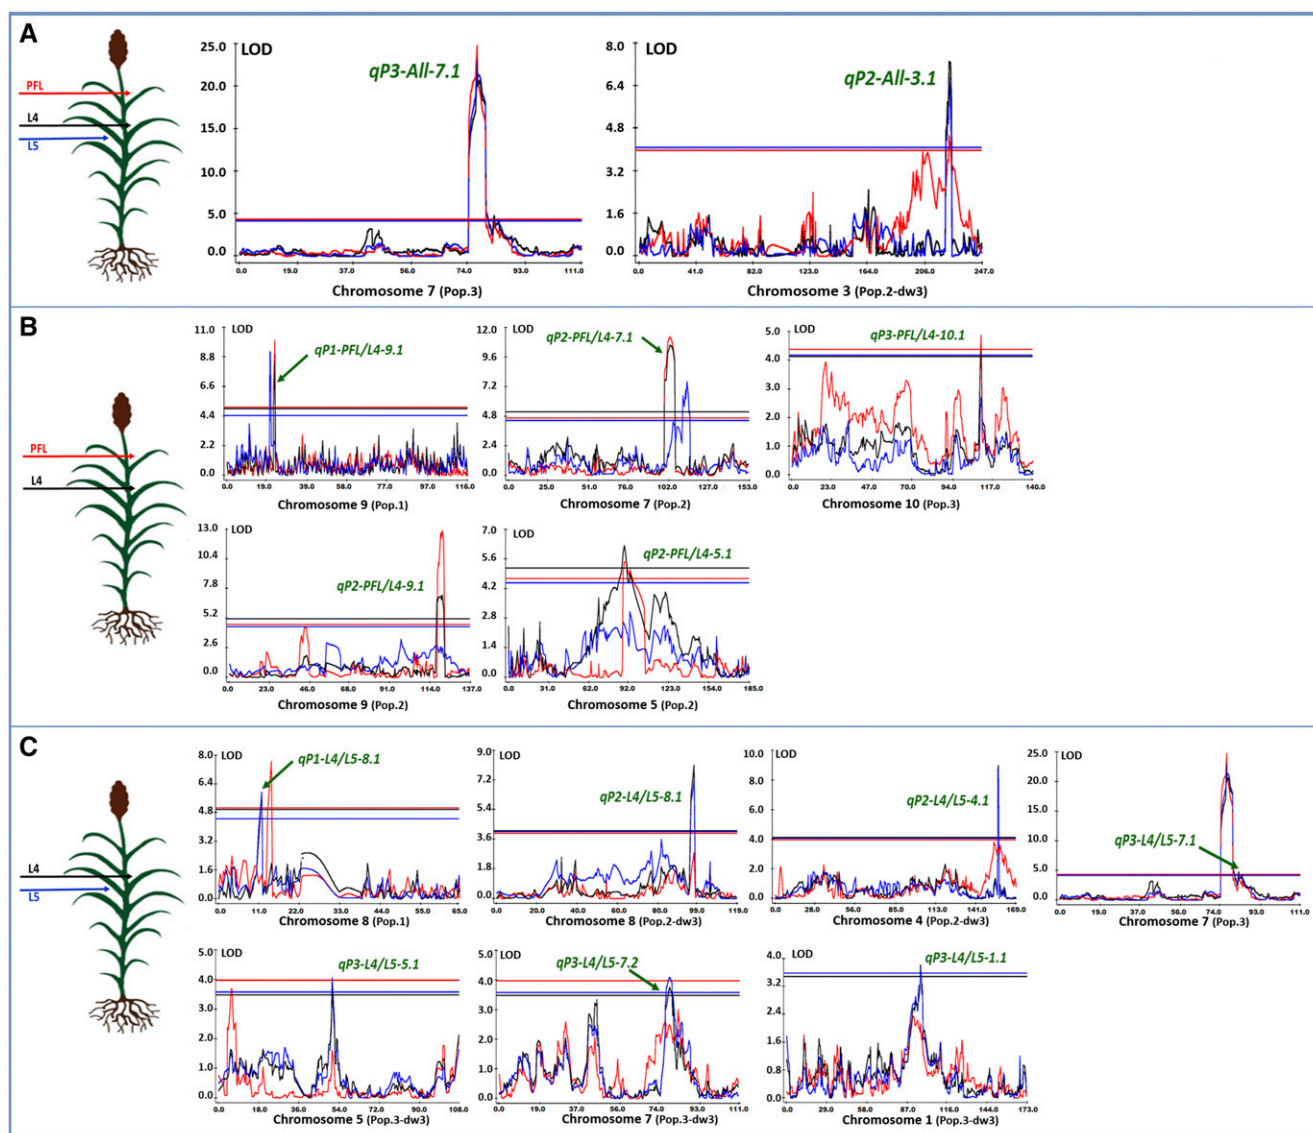 A
PFL
L4
L5
LOD
qP3-All-7.1
25.0
20.0
15.0
10.0
5.0
0.0
0.0 19.0 37.0 56.0 74.0 93.0 111.0
Chromosome 7 (Pop.3)
LOD
qP2-All-3.1
8.0
6.4
4.8
3.2
1.6
0.0
0.0 41.0 82.0 123.0 164.0 206.0 247.0
Chromosome 3 (Pop.2-dw3)
B
PFL
L4
LOD
qP1-PFL/L4-9.1
11.0
8.8
6.6
4.4
2.2
0.0
0.0 19.0 39.0 58.0 77.0 97.0 116.0
Chromosome 9 (Pop.1)
LOD
qP2-PFL/L4-7.1
12.0
9.6
7.2
4.8
2.4
0.0
0.0 25.0 51.0 76.0 102.0 127.0 153.0
Chromosome 7 (Pop.2)
LOD
qP3-PFL/L4-10.1
5.0
4.0
3.0
2.0
1.0
0.0
0.0 23.0 47.0 70.0 94.0 117.0 140.0
Chromosome 10 (Pop.3)
LOD
qP2-PFL/L4-9.1
13.0
10.4
7.8
5.2
2.6
0.0
0.0 23.0 46.0 68.0 91.0 114.0 137.0
Chromosome 9 (Pop.2)
LOD
qP2-PFL/L4-5.1
7.0
5.6
4.2
2.8
1.4
0.0
0.0 31.0 62.0 92.0 123.0 154.0 185.0
Chromosome 5 (Pop.2)
C
L4
L5
LOD
qP1-L4/L5-8.1
8.0
6.4
4.8
3.2
1.6
0.0
0.0 11.0 22.0 33.0 44.0 55.0 65.0
Chromosome 8 (Pop.1)
LOD
qP2-L4/L5-8.1
9.0
7.2
5.4
3.6
1.8
0.0
0.0 20.0 40.0 60.0 80.0 99.0 119.0
Chromosome 8 (Pop.2-dw3)
LOD
qP2-L4/L5-4.1
10.0
8.0
6.0
4.0
2.0
0.0
0.0 28.0 56.0 84.0 113.0 141.0 169.0
Chromosome 4 (Pop.2-dw3)
LOD
qP3-L4/L5-7.1
25.0
20.0
15.0
10.0
5.0
0.0
0.0 19.0 37.0 56.0 74.0 93.0 111.0
Chromosome 7 (Pop.3)
LOD
qP3-L4/L5-5.1
5.0
4.0
3.0
2.0
1.0
0.0
0.0 18.0 36.0 54.0 72.0 90.0 108.0
Chromosome 5 (Pop.3-dw3)
LOD
qP3-L4/L5-7.2
5.0
4.0
3.0
2.0
1.0
0.0
0.0 19.0 37.0 56.0 74.0 93.0 111.0
Chromosome 7 (Pop.3-dw3)
LOD
qP3-L4/L5-1.1
4.0
3.2
2.4
1.6
0.8
0.0
0.0 29.0 58.0 87.0 116.0 144.0 173.0
Chromosome 1 (Pop.3-dw3)